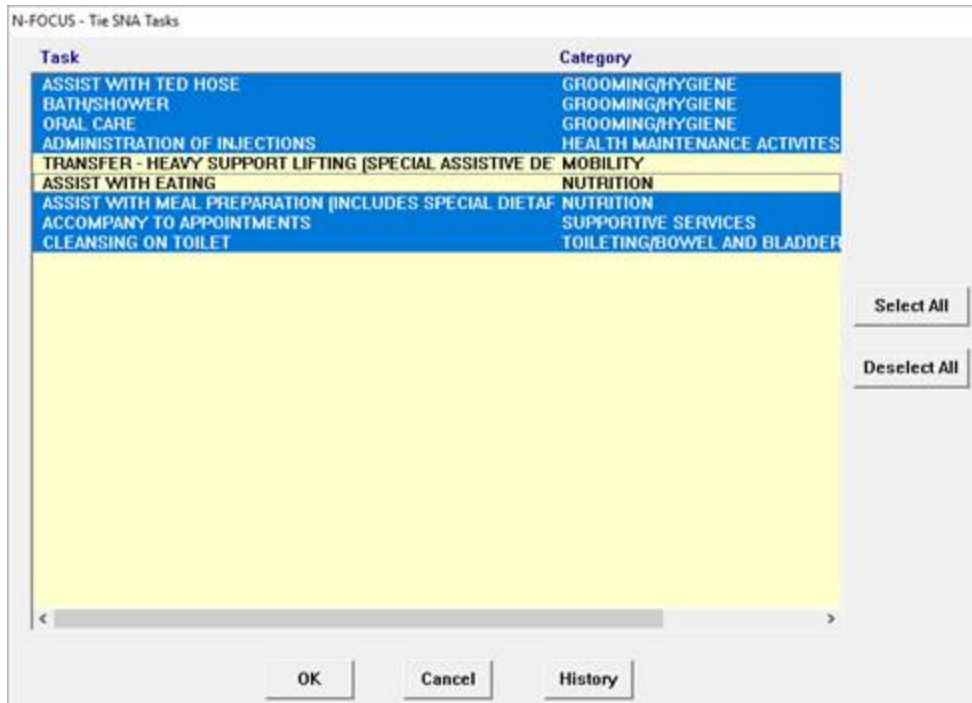 N-FOCUS - Tie SNA Tasks
Task Category
ASSIST WITH TED HOSE GROOMING/HYGIENE
BATH/SHOWER GROOMING/HYGIENE
ORAL CARE GROOMING/HYGIENE
ADMINISTRATION OF INJECTIONS HEALTH MAINTENANCE ACTIVITES
TRANSFER - HEAVY SUPPORT LIFTING (SPECIAL ASSISTIVE DE MOBILITY
ASSIST WITH EATING NUTRITION
ASSIST WITH MEAL PREPARATION (INCLUDES SPECIAL DIETAF NUTRITION
ACCOMPANY TO APPOINTMENTS SUPPORTIVE SERVICES
CLEANSING ON TOILET TOILETING/BOWEL AND BLADDER
Select All
Deselect All
OK Cancel History